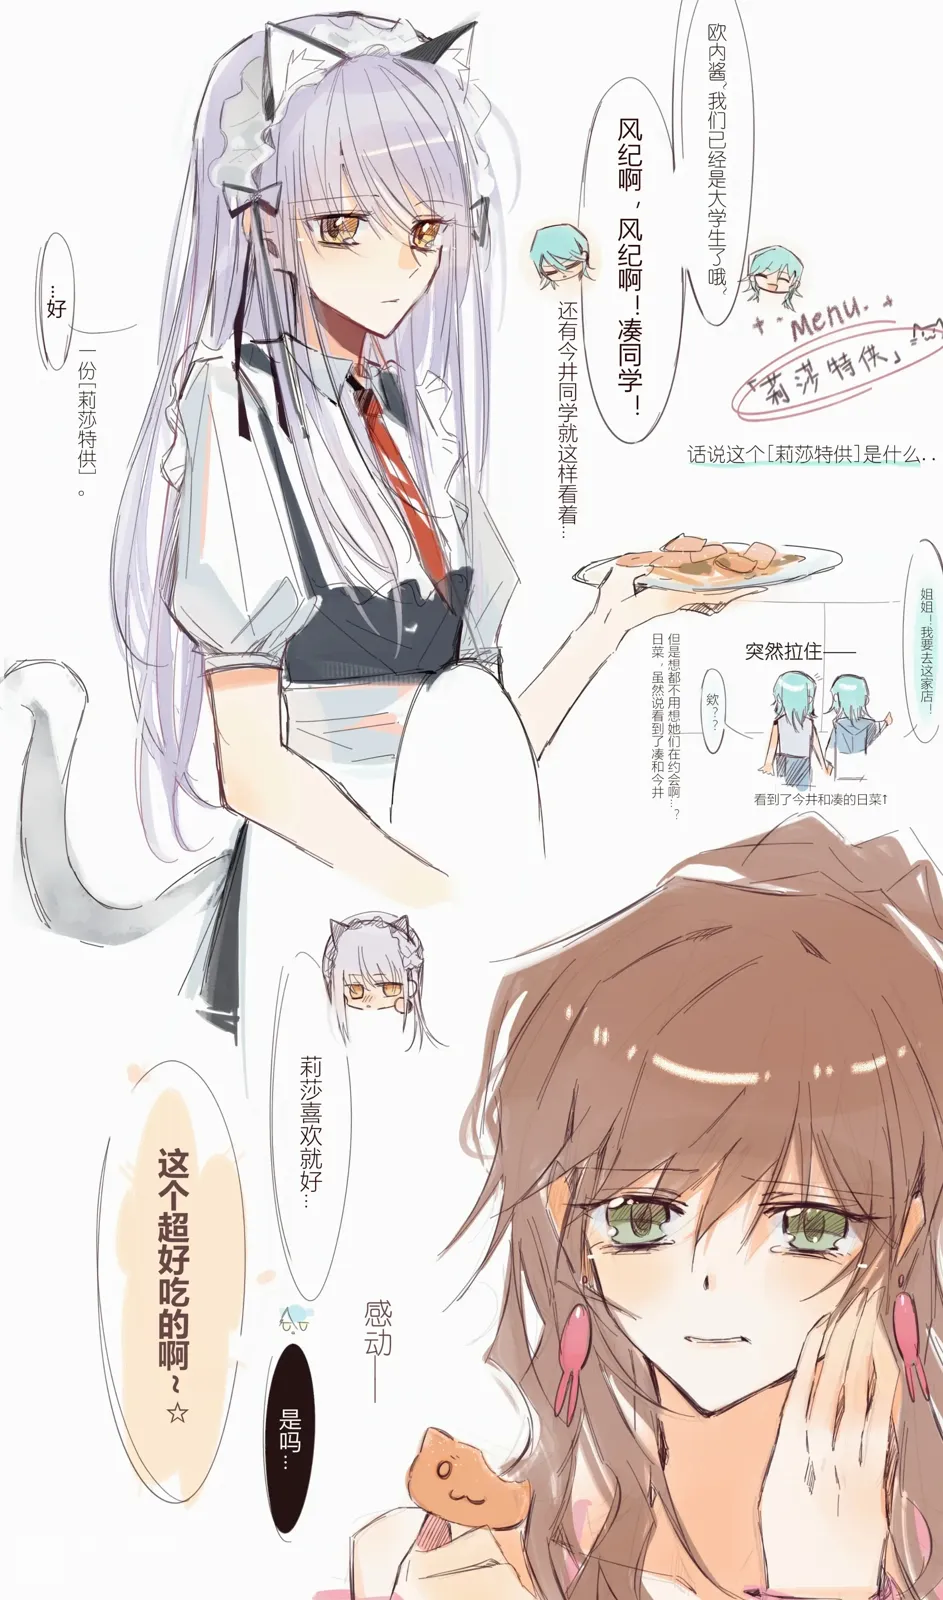 欧内酱~我们已经是大学生了哦~
风纪啊，风纪啊！凑同学！
还有今井同学就这样看着…
Menu.
「莉莎特供」
话说这个[莉莎特供]是什么..
…好
一份[莉莎特供]。
姐姐！我要去这家店！
突然拉住——
欸??
但是想都不用想她们在约会啊…?
日菜，虽然说看到了凑和今井
看到了今井和凑的日菜↑
莉莎喜欢就好…
这个超好吃的啊~☆
感动——
是吗…